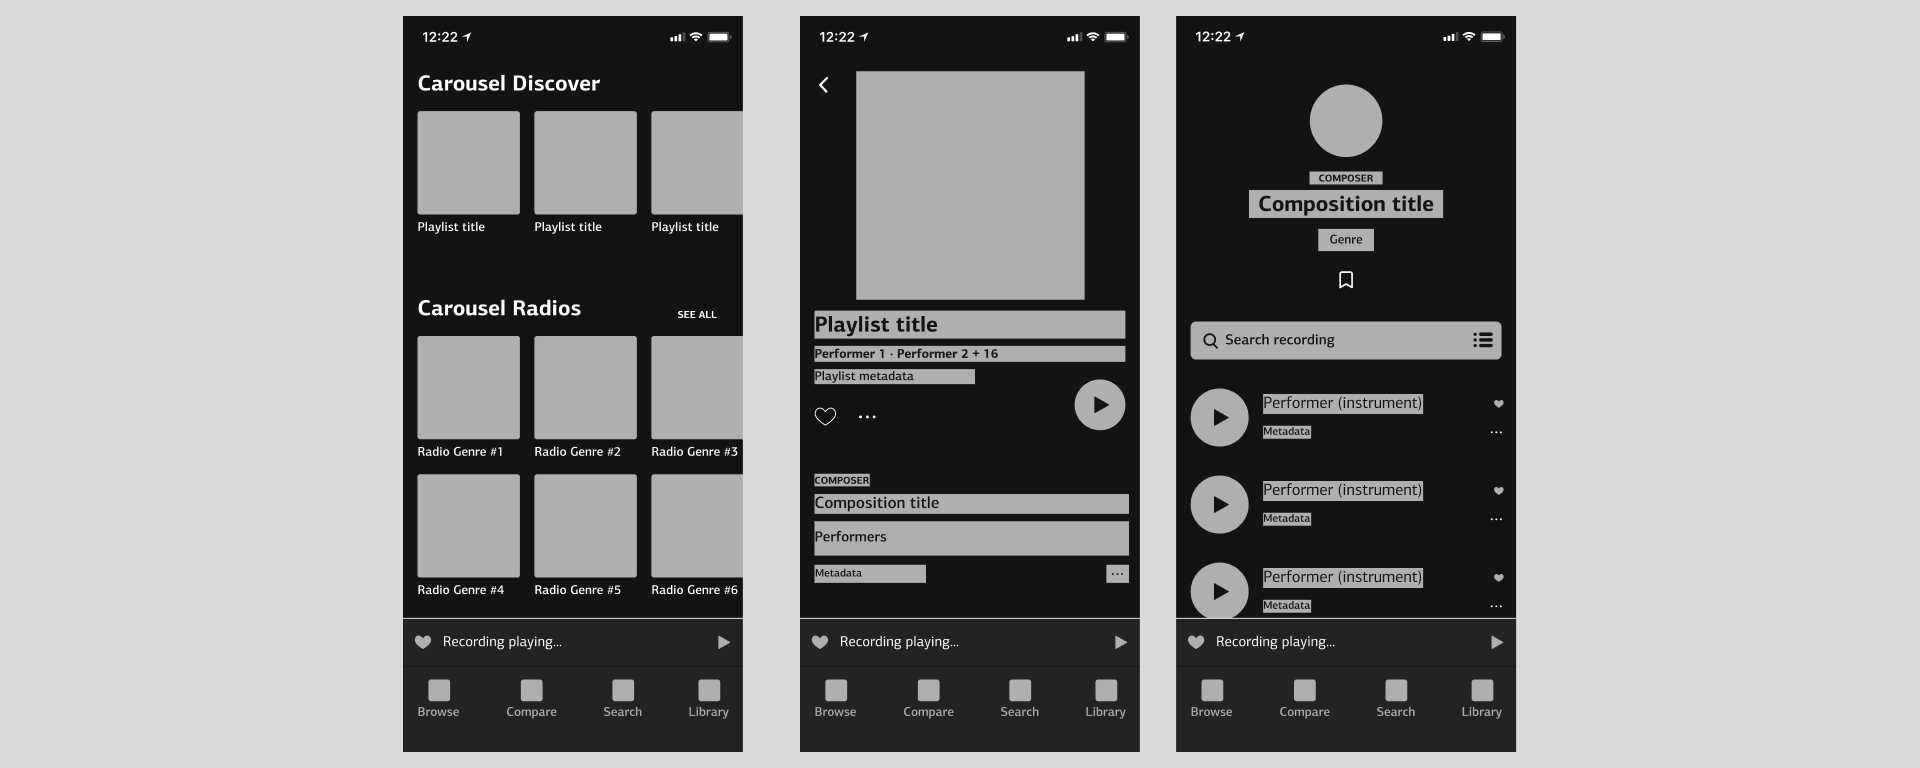 12:22
Carousel Discover
Playlist title Playlist title Playlist title
Carousel Radios SEE ALL
Radio Genre #1 Radio Genre #2 Radio Genre #3
Radio Genre #4 Radio Genre #5 Radio Genre #6
Recording playing...
Browse Compare Search Library
12:22
Playlist title
Performer 1 · Performer 2 + 16
Playlist metadata
COMPOSER
Composition title
Performers
Metadata
Recording playing...
Browse Compare Search Library
12:22
COMPOSER
Composition title
Genre
Search recording
Performer (instrument)
Metadata
Performer (instrument)
Metadata
Performer (instrument)
Metadata
Recording playing...
Browse Compare Search Library